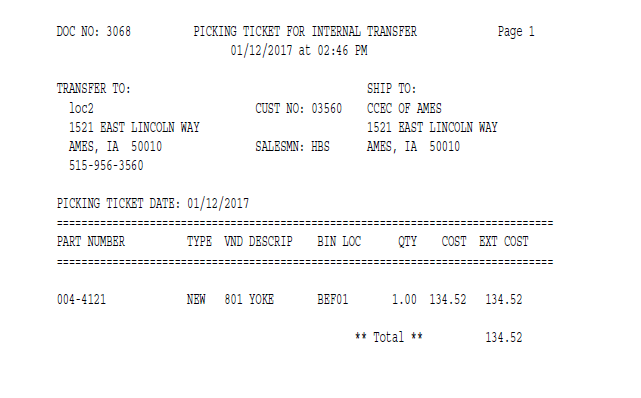 DOC NO: 3068 PICKING TICKET FOR INTERNAL TRANSFER Page 1
01/12/2017 at 02:46 PM
TRANSFER TO: SHIP TO:
loc2 CUST NO: 03560 CCEC OF AMES
1521 EAST LINCOLN WAY 1521 EAST LINCOLN WAY
AMES, IA 50010 SALESMN: HBS AMES, IA 50010
515-956-3560
PICKING TICKET DATE: 01/12/2017
================================================================================
PART NUMBER TYPE VND DESCRIP BIN LOC QTY COST EXT COST
================================================================================
004-4121 NEW 801 YOKE BEF01 1.00 134.52 134.52
** Total ** 134.52